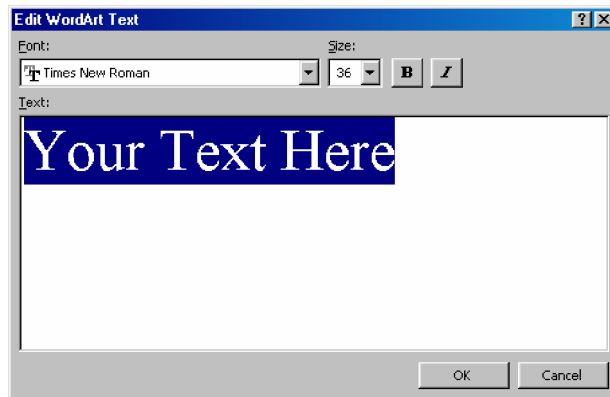 Edit WordArt Text
Font: Size:
Times New Roman 36 B I
Text:
Your Text Here
OK Cancel